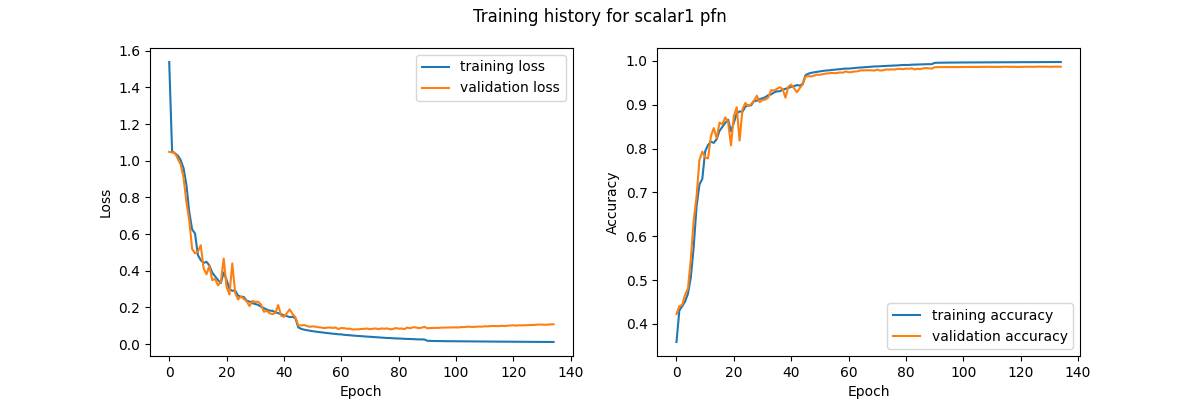 Training history for scalar1 pfn
1.6
1.4
1.2
1.0
0.8
0.6
0.4
0.2
0.0
Loss
0 20 40 60 80 100 120 140
Epoch
training loss
validation loss
1.0
0.9
0.8
0.7
0.6
0.5
0.4
Accuracy
0 20 40 60 80 100 120 140
Epoch
training accuracy
validation accuracy